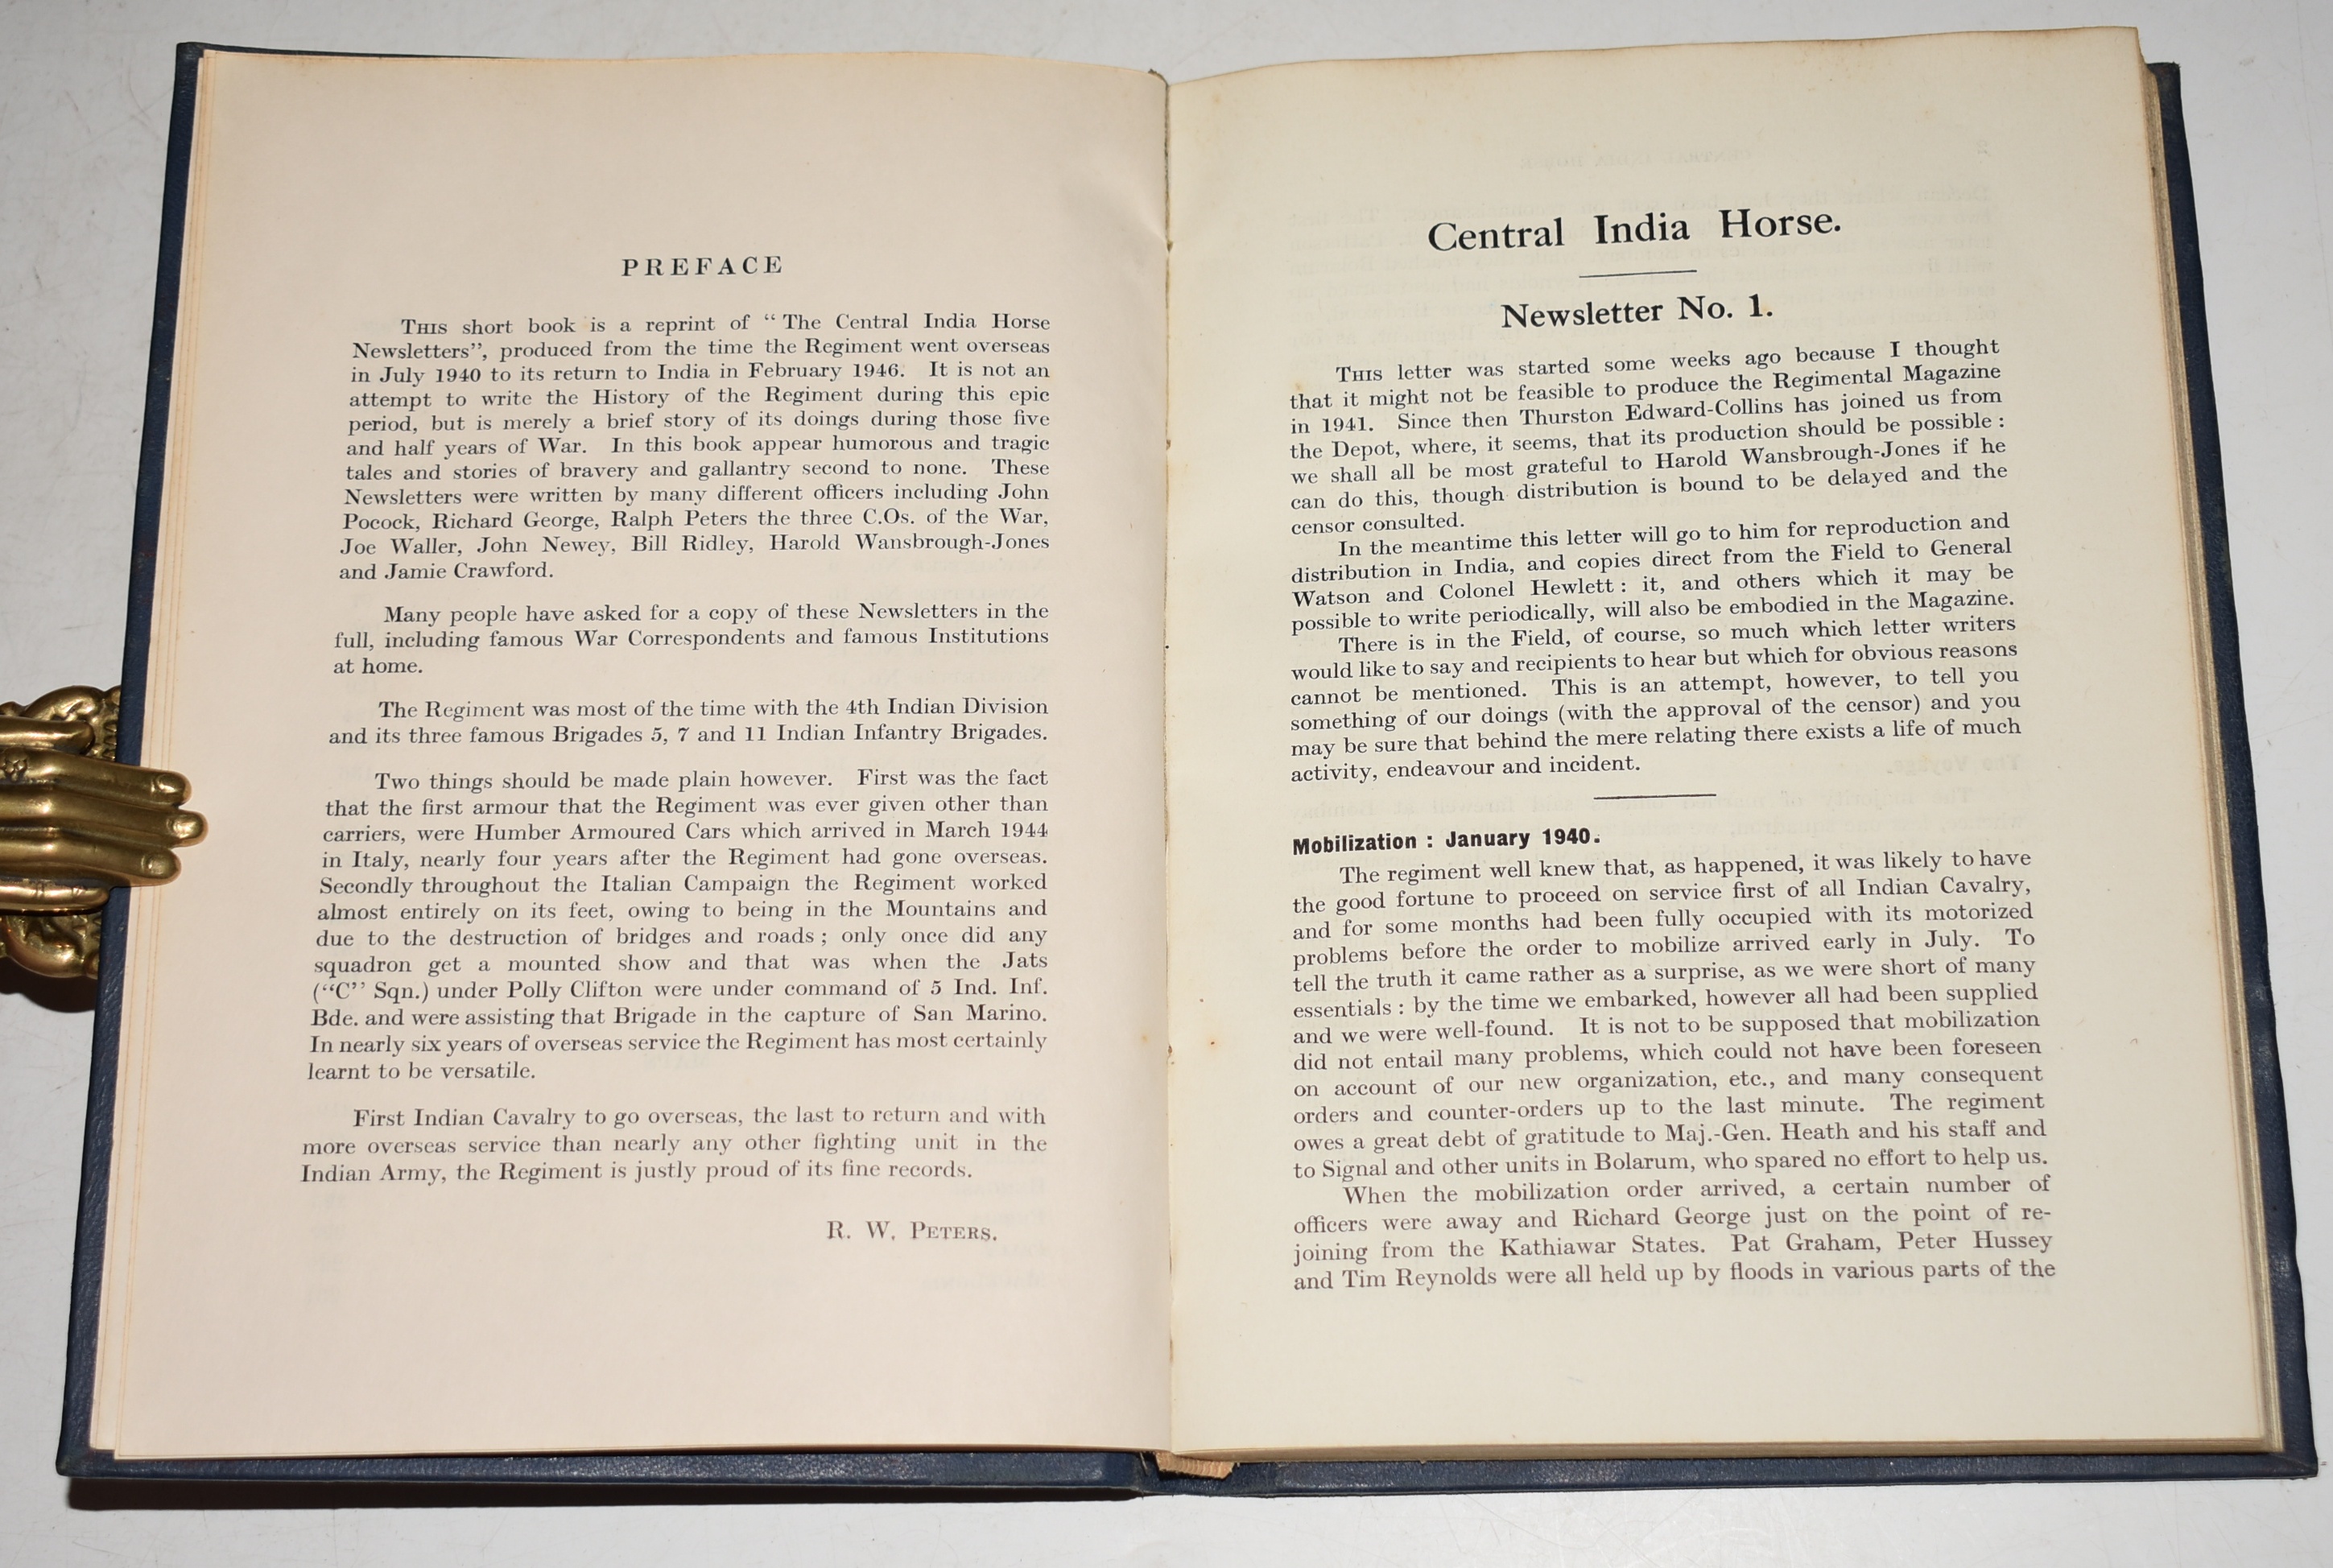 PREFACE
THIS short book is a reprint of "The Central India Horse
Newsletters", produced from the time the Regiment went overseas
in July 1940 to its return to India in February 1946. It is not an
attempt to write the History of the Regiment during this epic
period, but is merely a brief story of its doings during those five
and half years of War. In this book appear humorous and tragic
tales and stories of bravery and gallantry second to none. These
Newsletters were written by many different officers including John
Pocock, Richard George, Ralph Peters the three C.Os. of the War,
Joe Waller, John Newey, Bill Ridley, Harold Wansbrough-Jones
and Jamie Crawford.
Many people have asked for a copy of these Newsletters in the
full, including famous War Correspondents and famous Institutions
at home.
The Regiment was most of the time with the 4th Indian Division
and its three famous Brigades 5, 7 and 11 Indian Infantry Brigades.
Two things should be made plain however. First was the fact
that the first armour that the Regiment was ever given other than
carriers, were Humber Armoured Cars which arrived in March 1944
in Italy, nearly four years after the Regiment had gone overseas.
Secondly throughout the Italian Campaign the Regiment worked
almost entirely on its feet, owing to being in the Mountains and
due to the destruction of bridges and roads ; only once did any
squadron get a mounted show and that was when the Jats
("C" Sqn.) under Polly Clifton were under command of 5 Ind. Inf.
Bde. and were assisting that Brigade in the capture of San Marino.
In nearly six years of overseas service the Regiment has most certainly
learnt to be versatile.
First Indian Cavalry to go overseas, the last to return and with
more overseas service than nearly any other fighting unit in the
Indian Army, the Regiment is justly proud of its fine records.
R. W. PETERS.
Central India Horse.
Newsletter No. 1.
THIS letter was started some weeks ago because I thought
that it might not be feasible to produce the Regimental Magazine
in 1941. Since then Thurston Edward-Collins has joined us from
the Depot, where, it seems, that its production should be possible :
we shall all be most grateful to Harold Wansbrough-Jones if he
can do this, though distribution is bound to be delayed and the
censor consulted.
In the meantime this letter will go to him for reproduction and
distribution in India, and copies direct from the Field to General
Watson and Colonel Hewlett : it, and others which it may be
possible to write periodically, will also be embodied in the Magazine.
There is in the Field, of course, so much which letter writers
would like to say and recipients to hear but which for obvious reasons
cannot be mentioned. This is an attempt, however, to tell you
something of our doings (with the approval of the censor) and you
may be sure that behind the mere relating there exists a life of much
activity, endeavour and incident.
Mobilization : January 1940.
The regiment well knew that, as happened, it was likely to have
the good fortune to proceed on service first of all Indian Cavalry,
and for some months had been fully occupied with its motorized
problems before the order to mobilize arrived early in July. To
tell the truth it came rather as a surprise, as we were short of many
essentials : by the time we embarked, however all had been supplied
and we were well-found. It is not to be supposed that mobilization
did not entail many problems, which could not have been foreseen
on account of our new organization, etc., and many consequent
orders and counter-orders up to the last minute. The regiment
owes a great debt of gratitude to Maj.-Gen. Heath and his staff and
to Signal and other units in Bolarum, who spared no effort to help us.
When the mobilization order arrived, a certain number of
officers were away and Richard George just on the point of re-
joining from the Kathiawar States. Pat Graham, Peter Hussey
and Tim Reynolds were all held up by floods in various parts of the